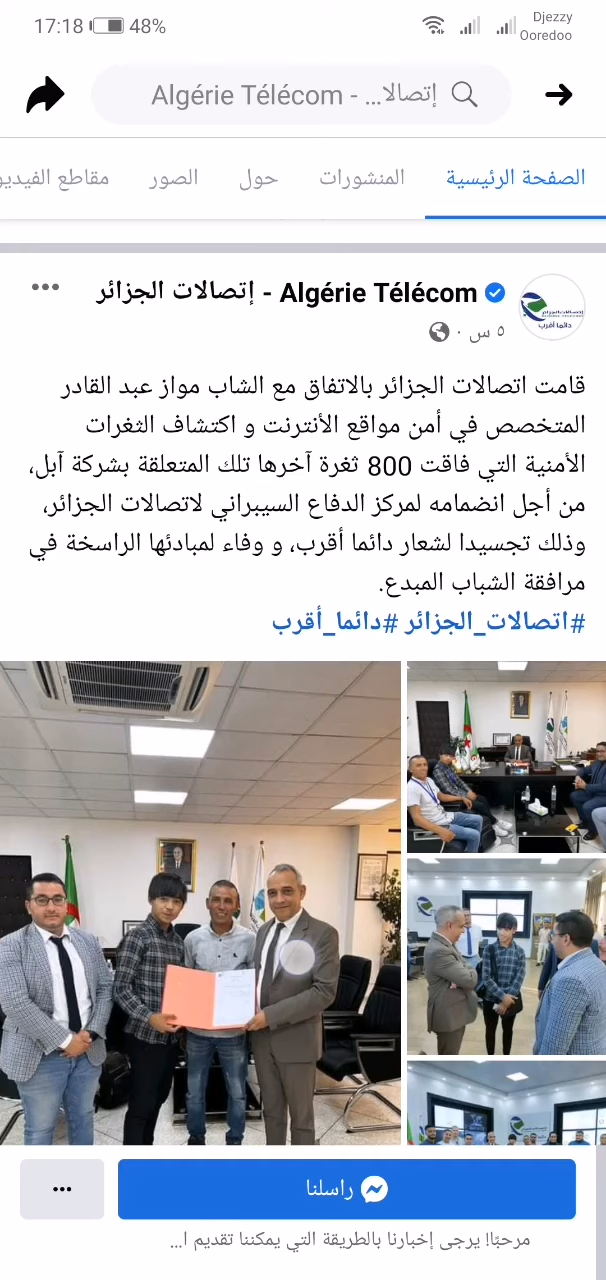 17:18 48%
Djezzy
Ooredoo
Algérie Télécom - ...إتصالا
الصفحة الرئيسية
المنشورات
حول
الصور
مقاطع الفيديو
Algérie Télécom - إتصالات الجزائر
٥ س ·
قامت اتصالات الجزائر بالاتفاق مع الشاب مواز عبد القادر
المتخصص في أمن مواقع الأنترنت و اكتشاف الثغرات
الأمنية التي فاقت 800 ثغرة آخرها تلك المتعلقة بشركة آبل،
من أجل انضمامه لمركز الدفاع السيبراني لاتصالات الجزائر،
وذلك تجسيدا لشعار دائما أقرب، و وفاء لمبادئها الراسخة في
مرافقة الشباب المبدع.
#اتصالات_الجزائر #دائما_أقرب
راسلنا
مرحبًا! يرجى إخبارنا بالطريقة التي يمكننا تقديم ا...